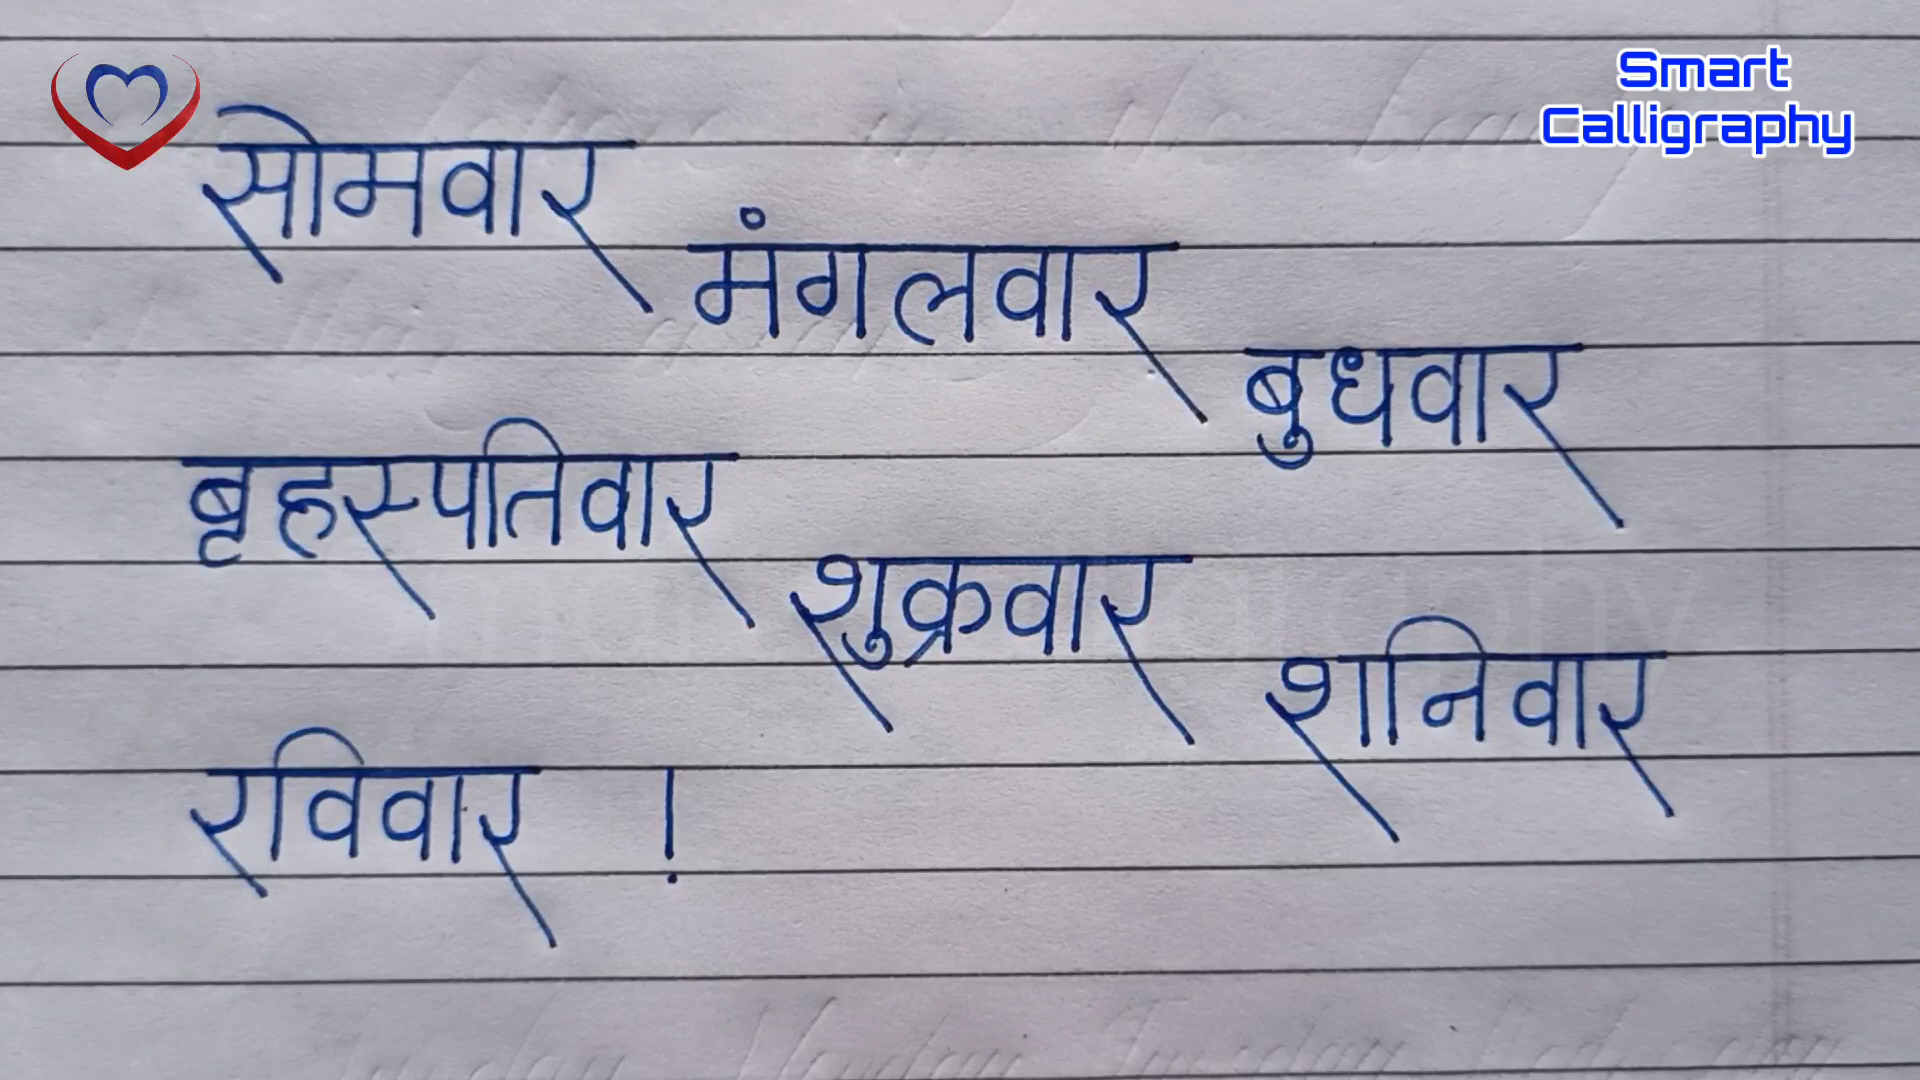 Smart
Calligraphy
सोमवार
मंगलवार
बुधवार
बृहस्पतिवार
शुक्रवार
शनिवार
रविवार !